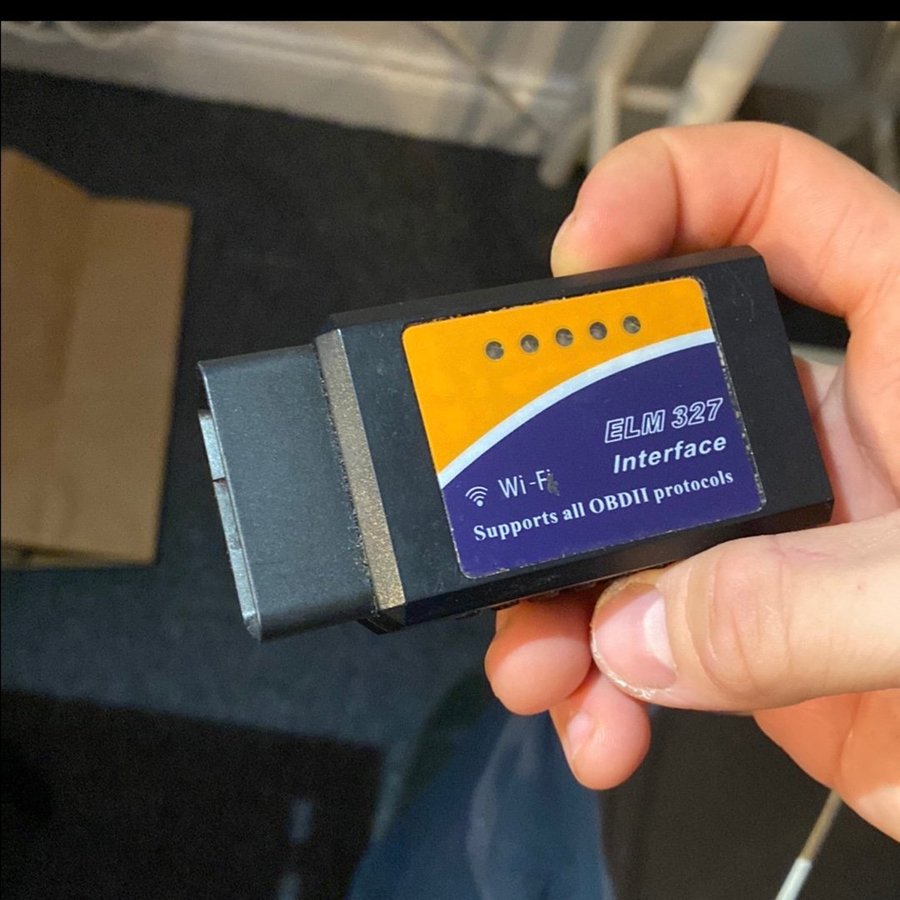 ELM 327
Interface
Wi-Fi
Supports all OBDII protocols